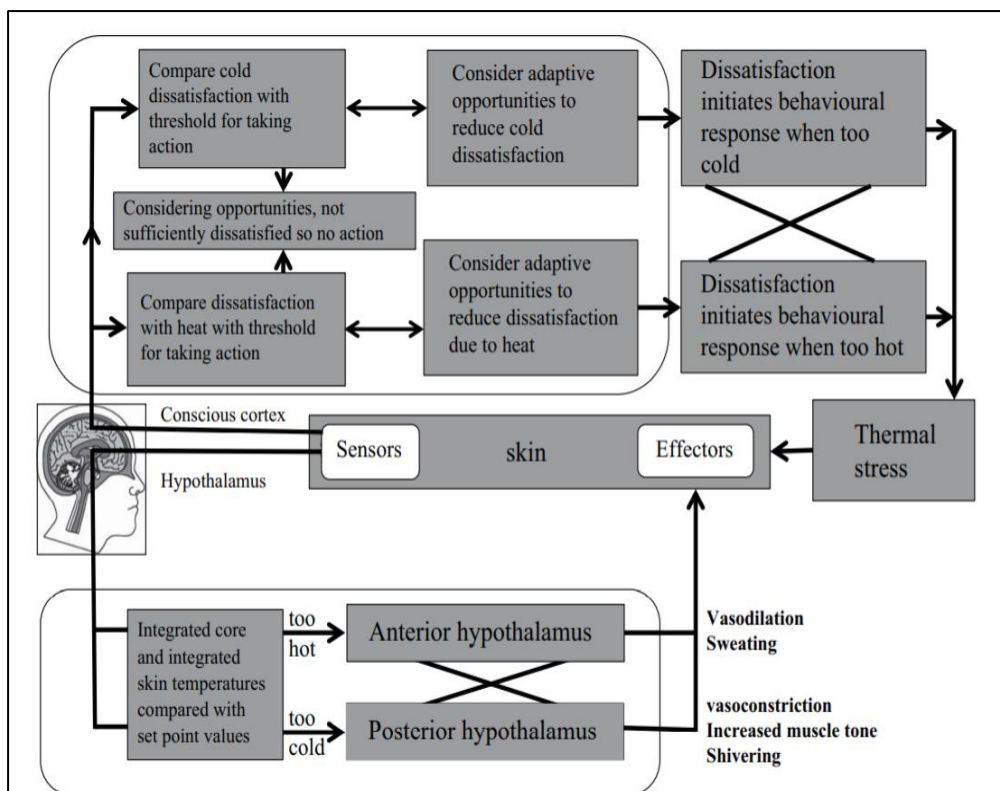 Compare cold
dissatisfaction with
threshold for taking
action
Consider adaptive
opportunities to
reduce cold
dissatisfaction
Dissatisfaction
initiates behavioural
response when too
cold
Considering opportunities, not
sufficiently dissatisfied so no action
Compare dissatisfaction
with heat with threshold
for taking action
Consider adaptive
opportunities to
reduce dissatisfaction
due to heat
Dissatisfaction
initiates behavioural
response when too hot
Conscious cortex
Hypothalamus
Sensors
skin
Effectors
Thermal
stress
Integrated core
and integrated
skin temperatures
compared with
set point values
too
hot
too
cold
Anterior hypothalamus
Posterior hypothalamus
Vasodilation
Sweating
vasoconstriction
Increased muscle tone
Shivering